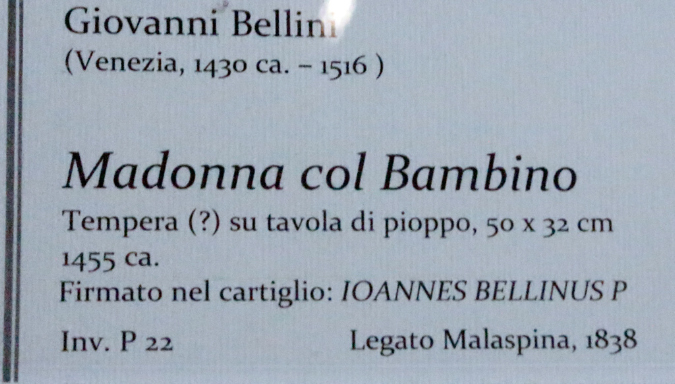 Giovanni Bellini
(Venezia, 1430 ca. – 1516 )
Madonna col Bambino
Tempera (?) su tavola di pioppo, 50 x 32 cm
1455 ca.
Firmato nel cartiglio: IOANNES BELLINUS P
Inv. P 22 Legato Malaspina, 1838